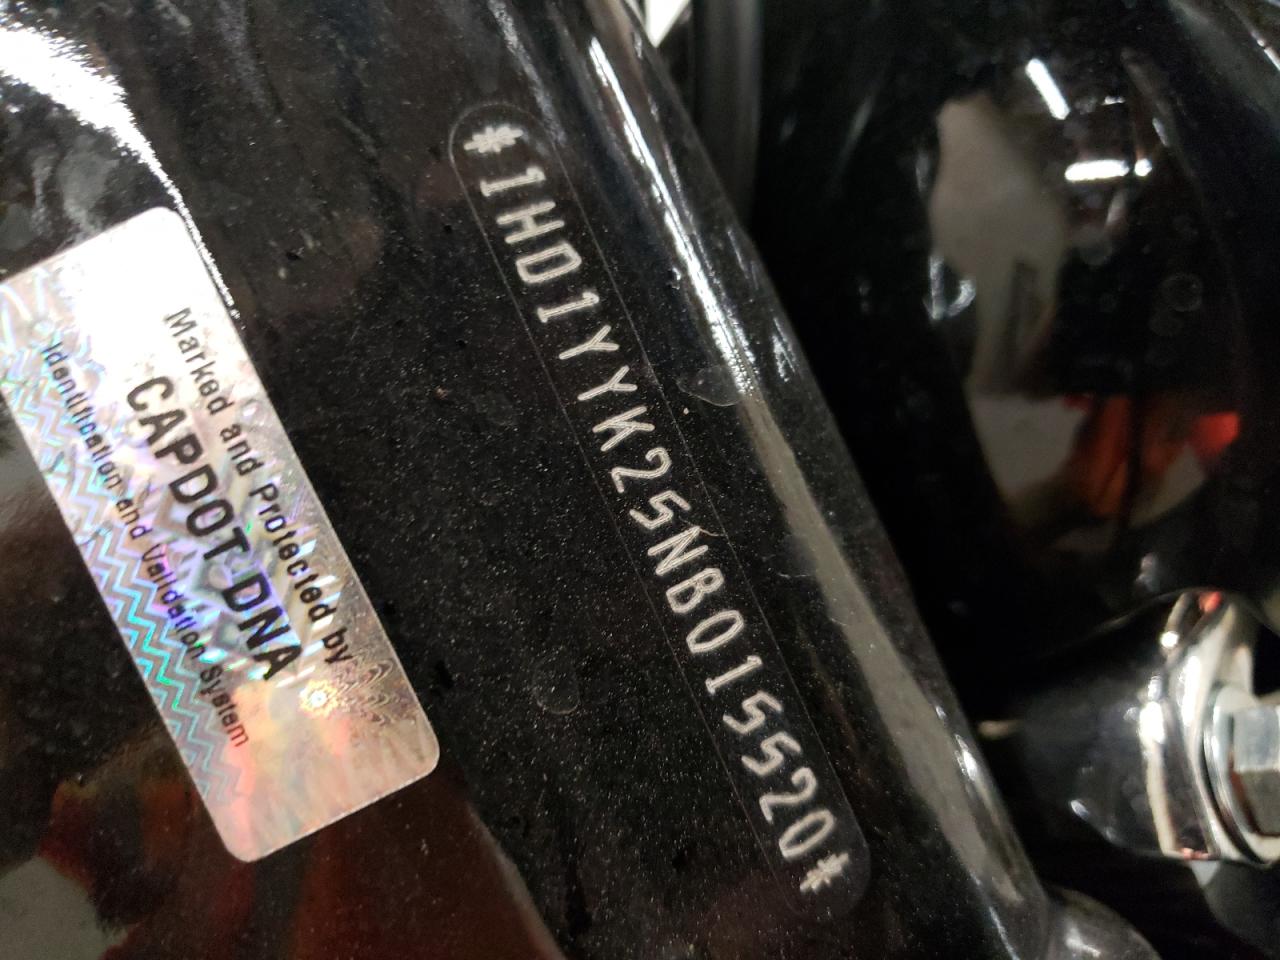 *1HD1YYK25NB015520*
Marked and Protected by
CAPDOT DNA
Identification and Validation System